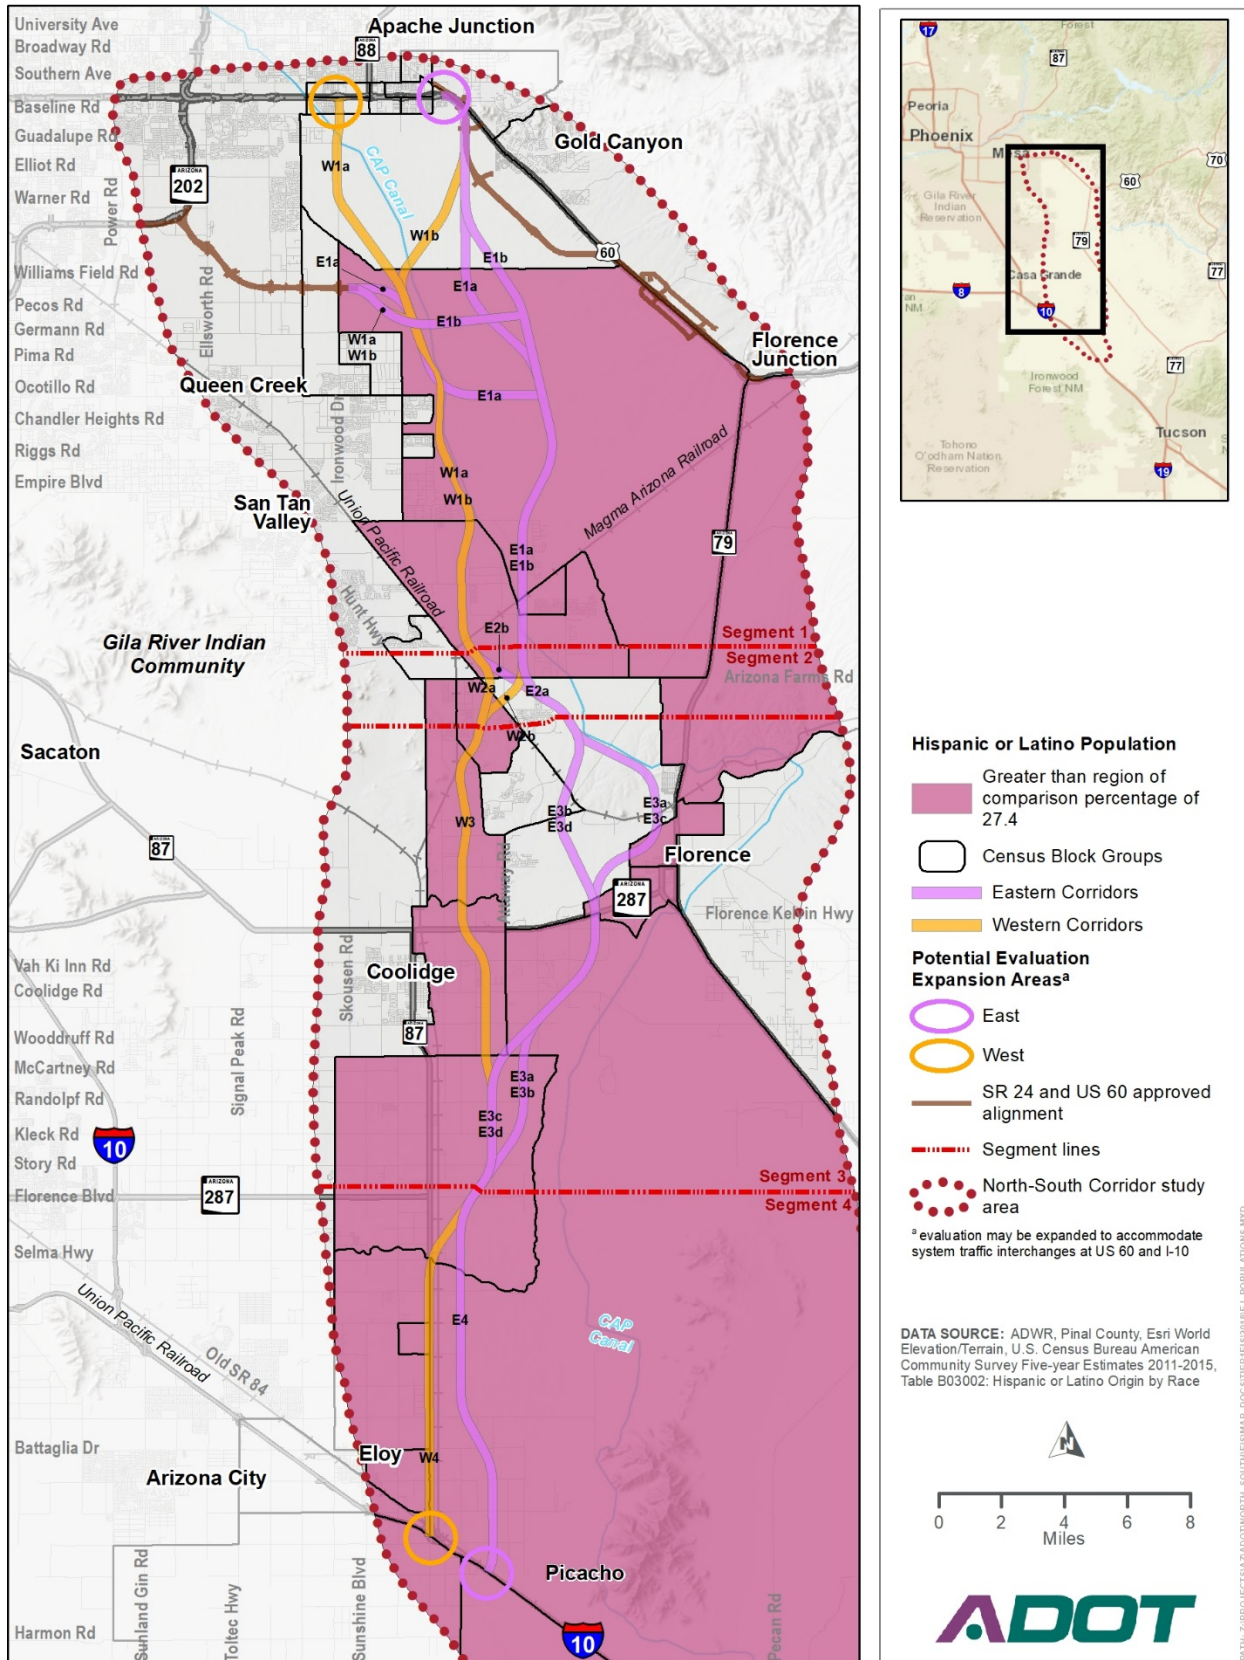 University Ave
Broadway Rd
Southern Ave
Baseline Rd
Guadalupe Rd
Elliot Rd
Warner Rd
Williams Field Rd
Pecos Rd
Germann Rd
Pima Rd
Ocotillo Rd
Chandler Heights Rd
Riggs Rd
Empire Blvd
Apache Junction
88
Gold Canyon
ARIZONA
202
Power Rd
Ellsworth Rd
Ironwood Dr
CAP Canal
W1a
W1b
E1a
E1b
E1a
E1b
W1a
W1b
E1a
60
Florence
Junction
Queen Creek
San Tan
Valley
W1a
W1b
Union Pacific Railroad
Magma Arizona Railroad
E1a
E1b
79
Hunt Hwy
Gila River Indian
Community
E2b
Segment 1
Segment 2
Arizona Farms Rd
W2a
E2a
W2b
Sacaton
87
W3
E3b
E3d
E3a
E3c
Florence
ARIZONA
287
Florence Kelvin Hwy
Vah Ki Inn Rd
Coolidge Rd
Skousen Rd
Coolidge
87
Wooddruff Rd
McCartney Rd
Randolpf Rd
Kleck Rd
Story Rd
Florence Blvd
Signal Peak Rd
10
ARIZONA
287
E3a
E3b
E3c
E3d
Segment 3
Segment 4
Selma Hwy
Union Pacific Railroad
Old SR 84
E4
CAP
Canal
Battaglia Dr
Arizona City
Eloy
W4
Picacho
10
Harmon Rd
Sunland Gin Rd
Toltec Hwy
Sunshine Blvd
Pecan Rd
17
Forest
87
Peoria
Phoenix
Mesa
60
70
Gila River
Indian
Reservation
79
77
Casa Grande
8
an
NM
10
77
Ironwood
Forest NM
Tucson
Tohono
O'odham Nation
Reservation
19
Hispanic or Latino Population
Greater than region of
comparison percentage of
27.4
Census Block Groups
Eastern Corridors
Western Corridors
Potential Evaluation
Expansion Areasᵃ
East
West
SR 24 and US 60 approved
alignment
Segment lines
North-South Corridor study
area
ᵃ evaluation may be expanded to accommodate
system traffic interchanges at US 60 and I-10
DATA SOURCE: ADWR, Pinal County, Esri World
Elevation/Terrain, U.S. Census Bureau American
Community Survey Five-year Estimates 2011-2015,
Table B03002: Hispanic or Latino Origin by Race
N
0 2 4 6 8
Miles
ADOT